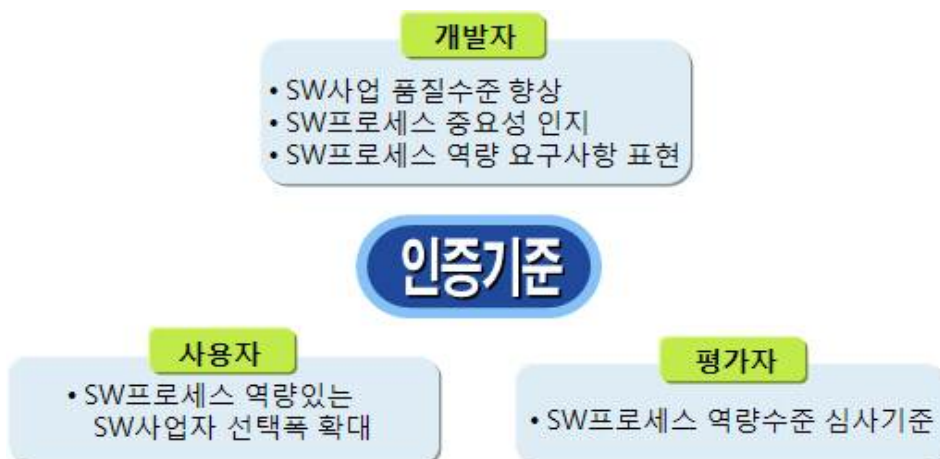 개발자
• SW사업 품질수준 향상
• SW프로세스 중요성 인지
• SW프로세스 역량 요구사항 표현
인증기준
사용자
• SW프로세스 역량있는
SW사업자 선택폭 확대
평가자
• SW프로세스 역량수준 심사기준